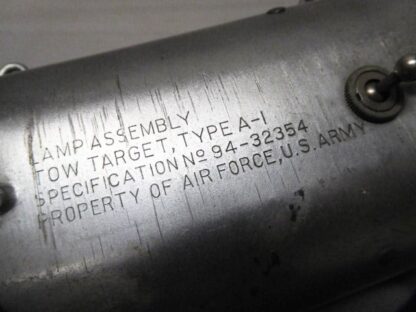 LAMP ASSEMBLY
TOW TARGET, TYPE A-1
SPECIFICATION No 94-32354
PROPERTY OF AIR FORCE, U.S. ARMY